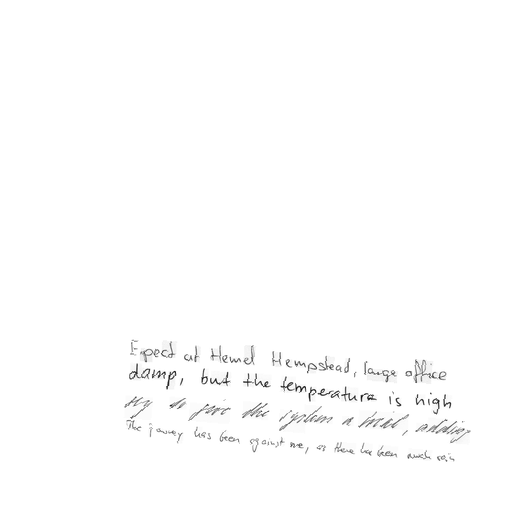 Expect at Hemel Hempstead, large office
damp, but the temperature is high
try to give the system a trial, adding
The journey has been against me, as there has been much rain